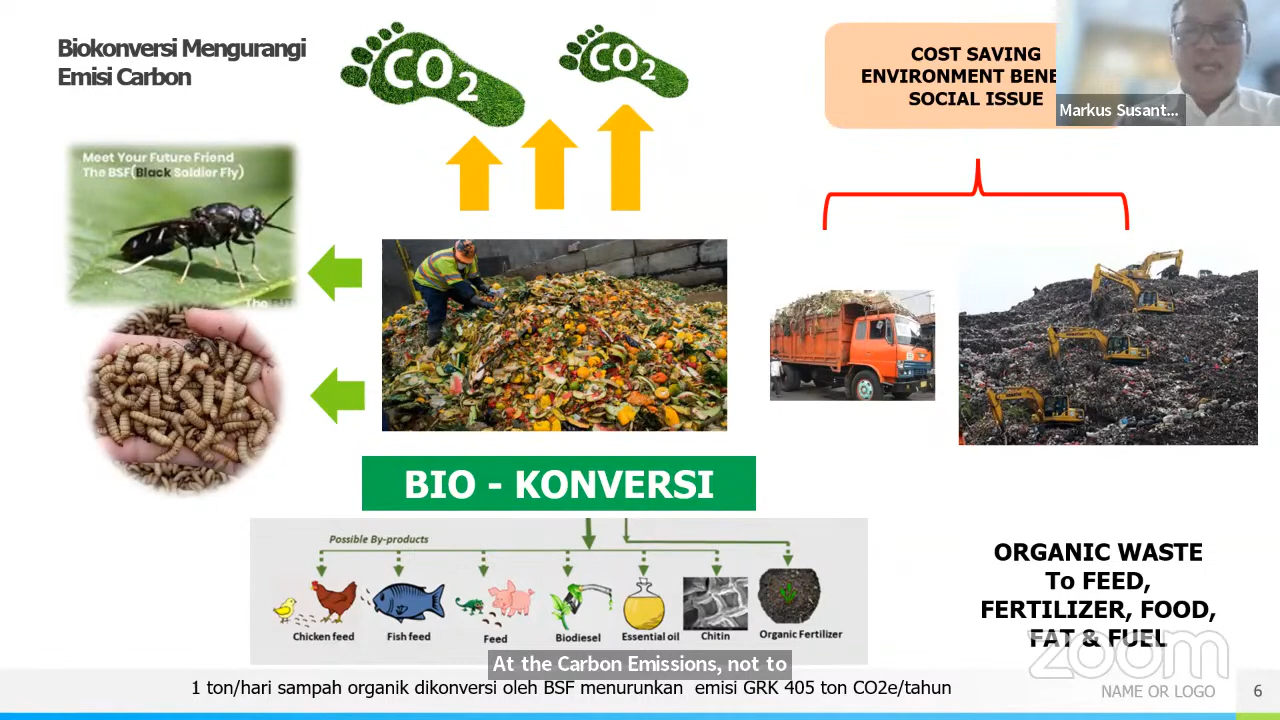 Biokonversi Mengurangi
Emisi Carbon
CO2
CO2
COST SAVING
ENVIRONMENT BENE
SOCIAL ISSUE
Markus Susant...
Meet Your Future Friend
The BSF(Black Soldier Fly)
BIO - KONVERSI
Possible By-products
Chicken feed
Fish feed
Feed
Biodiesel
Essential oil
Chitin
Organic Fertilizer
ORGANIC WASTE
To FEED,
FERTILIZER, FOOD,
FAT & FUEL
zoom
At the Carbon Emissions, not to
1 ton/hari sampah organik dikonversi oleh BSF menurunkan emisi GRK 405 ton CO2e/tahun
NAME OR LOGO
6